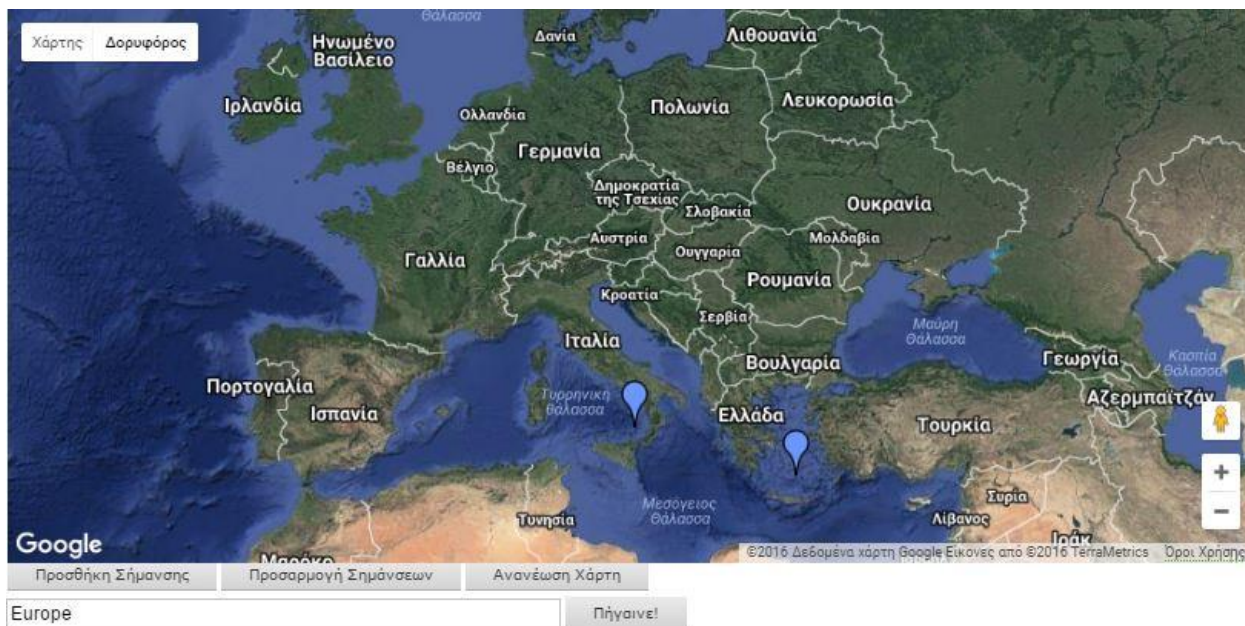 Θάλασσα
Χάρτης Δορυφόρος
Ηνωμένο
Βασίλειο
Δανία
Λιθουανία
Ιρλανδία
Ολλανδία
Πολωνία
Λευκορωσία
Βέλγιο
Γερμανία
Δημοκρατία
της Τσεχίας
Σλοβακία
Ουκρανία
Γαλλία
Αυστρία
Ουγγαρία
Μολδαβία
Ρουμανία
Κροατία
Σερβία
Ιταλία
Μαύρη
Θάλασσα
Βουλγαρία
Γεωργία
Κασπία
Θάλασσα
Πορτογαλία
Ισπανία
Τυρρηνική
θάλασσα
Ελλάδα
Τουρκία
Αζερμπαϊτζάν
Μεσόγειος
Θάλασσα
Τυνησία
Συρία
Λίβανος
Ιράκ
Μαρόκο
Google
©2016 Δεδομένα χάρτη Google Εικόνες από ©2016 TerraMetrics Όροι Χρήσης
Προσθήκη Σήμανσης Προσαρμογή Σημάνσεων Ανανέωση Χάρτη
Europe Πήγαινε!